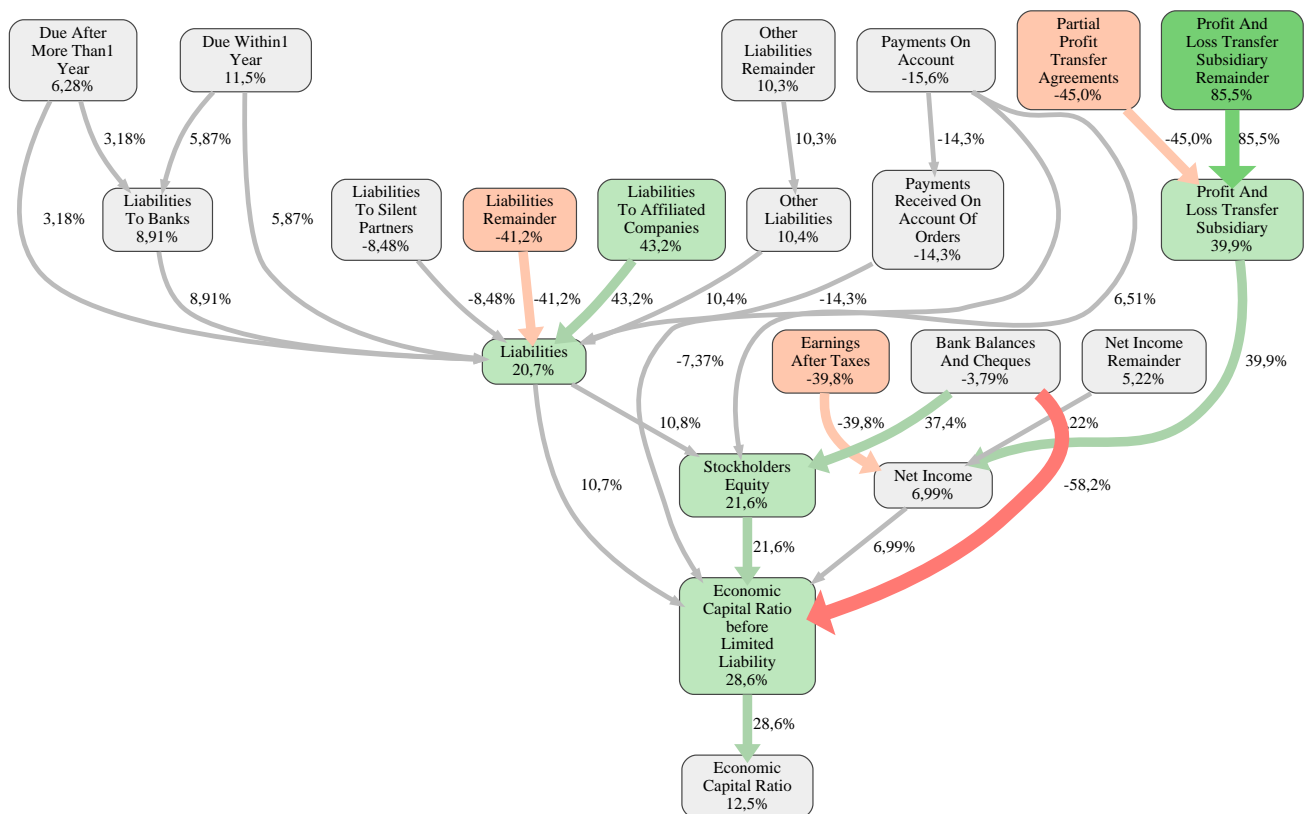 Due After
More Than1
Year
6,28%
Due Within1
Year
11,5%
Other
Liabilities
Remainder
10,3%
Payments On
Account
-15,6%
Partial
Profit
Transfer
Agreements
-45,0%
Profit And
Loss Transfer
Subsidiary
Remainder
85,5%
3,18%
5,87%
10,3%
-14,3%
-45,0%
85,5%
Liabilities
To Banks
8,91%
Liabilities
To Silent
Partners
-8,48%
Liabilities
Remainder
-41,2%
Liabilities
To Affiliated
Companies
43,2%
Other
Liabilities
10,4%
Payments
Received On
Account Of
Orders
-14,3%
Profit And
Loss Transfer
Subsidiary
39,9%
3,18%
5,87%
8,91%
-8,48%
-41,2%
43,2%
10,4%
-14,3%
6,51%
Liabilities
20,7%
-7,37%
Earnings
After Taxes
-39,8%
Bank Balances
And Cheques
-3,79%
Net Income
Remainder
5,22%
39,9%
10,8%
-39,8%
37,4%
22%
Stockholders
Equity
21,6%
Net Income
6,99%
10,7%
-58,2%
21,6%
6,99%
Economic
Capital Ratio
before
Limited
Liability
28,6%
28,6%
Economic
Capital Ratio
12,5%